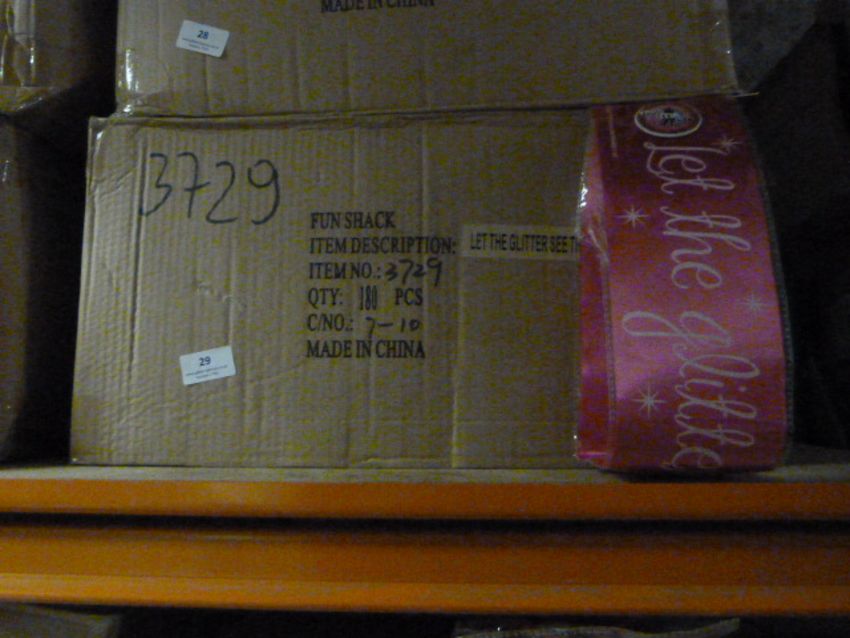 MADE IN CHINA
28
3729
FUN SHACK
ITEM DESCRIPTION: LET THE GLITTER SEE TH
ITEM NO.: 3729
QTY: 180 PCS
C/NO.: 7-10
MADE IN CHINA
29
Let the
glitte